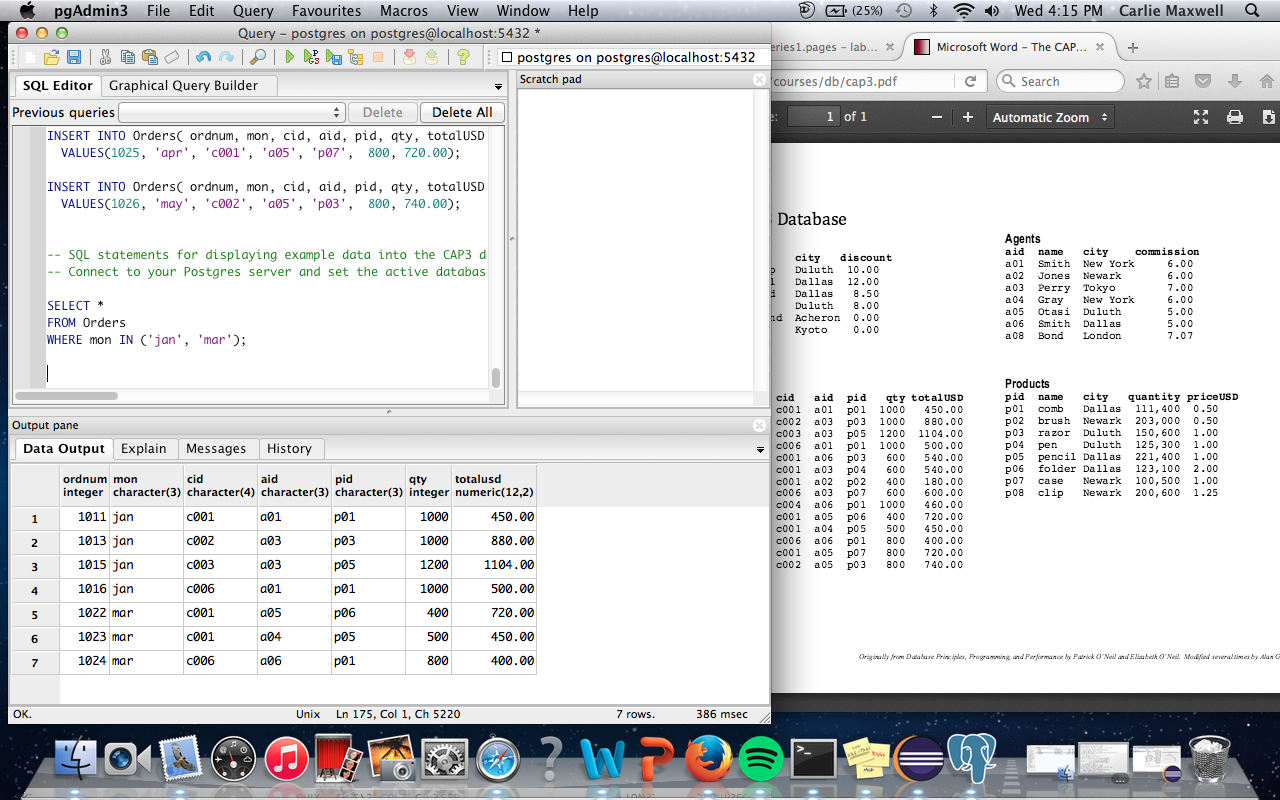 pgAdmin3 File Edit Query Favourites Macros View Window Help (25%) Wed 4:15 PM Carlie Maxwell
Query - postgres on postgres@localhost:5432 *
postgres on postgres@localhost:5432
SQL Editor Graphical Query Builder
Previous queries Delete Delete All
INSERT INTO Orders( ordnum, mon, cid, aid, pid, qty, totalUSD
VALUES(1025, 'apr', 'c001', 'a05', 'p07', 800, 720.00);
INSERT INTO Orders( ordnum, mon, cid, aid, pid, qty, totalUSD
VALUES(1026, 'may', 'c002', 'a05', 'p03', 800, 740.00);
-- SQL statements for displaying example data into the CAP3 d
-- Connect to your Postgres server and set the active databas
SELECT *
FROM Orders
WHERE mon IN ('jan', 'mar');
Scratch pad
Output pane
Data Output Explain Messages History
ordnum mon cid aid pid qty totalusd
integer character(3) character(4) character(3) character(3) integer numeric(12,2)
1 1011 jan c001 a01 p01 1000 450.00
2 1013 jan c002 a03 p03 1000 880.00
3 1015 jan c003 a03 p05 1200 1104.00
4 1016 jan c006 a01 p01 1000 500.00
5 1022 mar c001 a05 p06 400 720.00
6 1023 mar c001 a04 p05 500 450.00
7 1024 mar c006 a06 p01 800 400.00
OK. Unix Ln 175, Col 1, Ch 5220 7 rows. 386 msec
eries1.pages – lab... Microsoft Word – The CAP...
/courses/db/cap3.pdf Search
e: 1 of 1 Automatic Zoom
Database
city discount
Duluth 10.00
Dallas 12.00
Dallas 8.50
Duluth 8.00
Acheron 0.00
Kyoto 0.00
Agents
aid name city commission
a01 Smith New York 6.00
a02 Jones Newark 6.00
a03 Perry Tokyo 7.00
a04 Gray New York 6.00
a05 Otasi Duluth 5.00
a06 Smith Dallas 5.00
a08 Bond London 7.07
cid aid pid qty totalUSD
c001 a01 p01 1000 450.00
c002 a03 p03 1000 880.00
c003 a03 p05 1200 1104.00
c006 a01 p01 1000 500.00
c001 a06 p03 600 540.00
c001 a03 p04 600 540.00
c001 a02 p02 400 180.00
c006 a03 p07 600 600.00
c004 a06 p01 1000 460.00
c001 a05 p06 400 720.00
c001 a04 p05 500 450.00
c006 a06 p01 800 400.00
c001 a05 p07 800 720.00
c002 a05 p03 800 740.00
Products
pid name city quantity priceUSD
p01 comb Dallas 111,400 0.50
p02 brush Newark 203,000 0.50
p03 razor Duluth 150,600 1.00
p04 pen Duluth 125,300 1.00
p05 pencil Dallas 221,400 1.00
p06 folder Dallas 123,100 2.00
p07 case Newark 100,500 1.00
p08 clip Newark 200,600 1.25
Originally from Database Principles, Programming, and Performance by Patrick O'Neil and Elizabeth O'Neil. Modified several times by Alan G